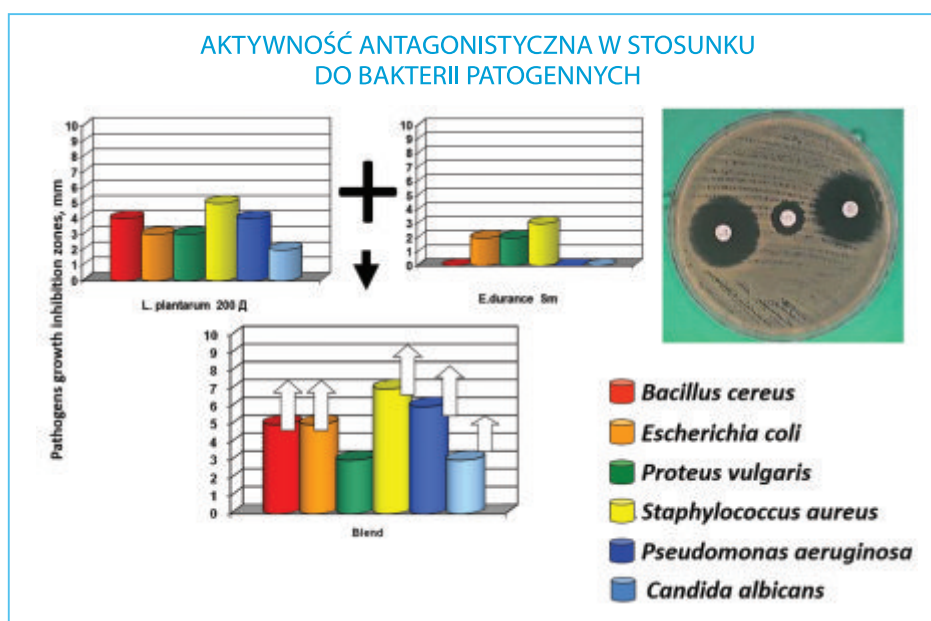 AKTYWNOŚĆ ANTAGONISTYCZNA W STOSUNKU
DO BAKTERII PATOGENNYCH
Pathogens growth inhibition zones, mm
10
9
8
7
6
5
4
3
2
1
0
L. plantarum 200 Д
10
9
8
7
6
5
4
3
2
1
0
E.durance Sm
10
9
8
7
6
5
4
3
2
1
0
Blend
Bacillus cereus
Escherichia coli
Proteus vulgaris
Staphylococcus aureus
Pseudomonas aeruginosa
Candida albicans